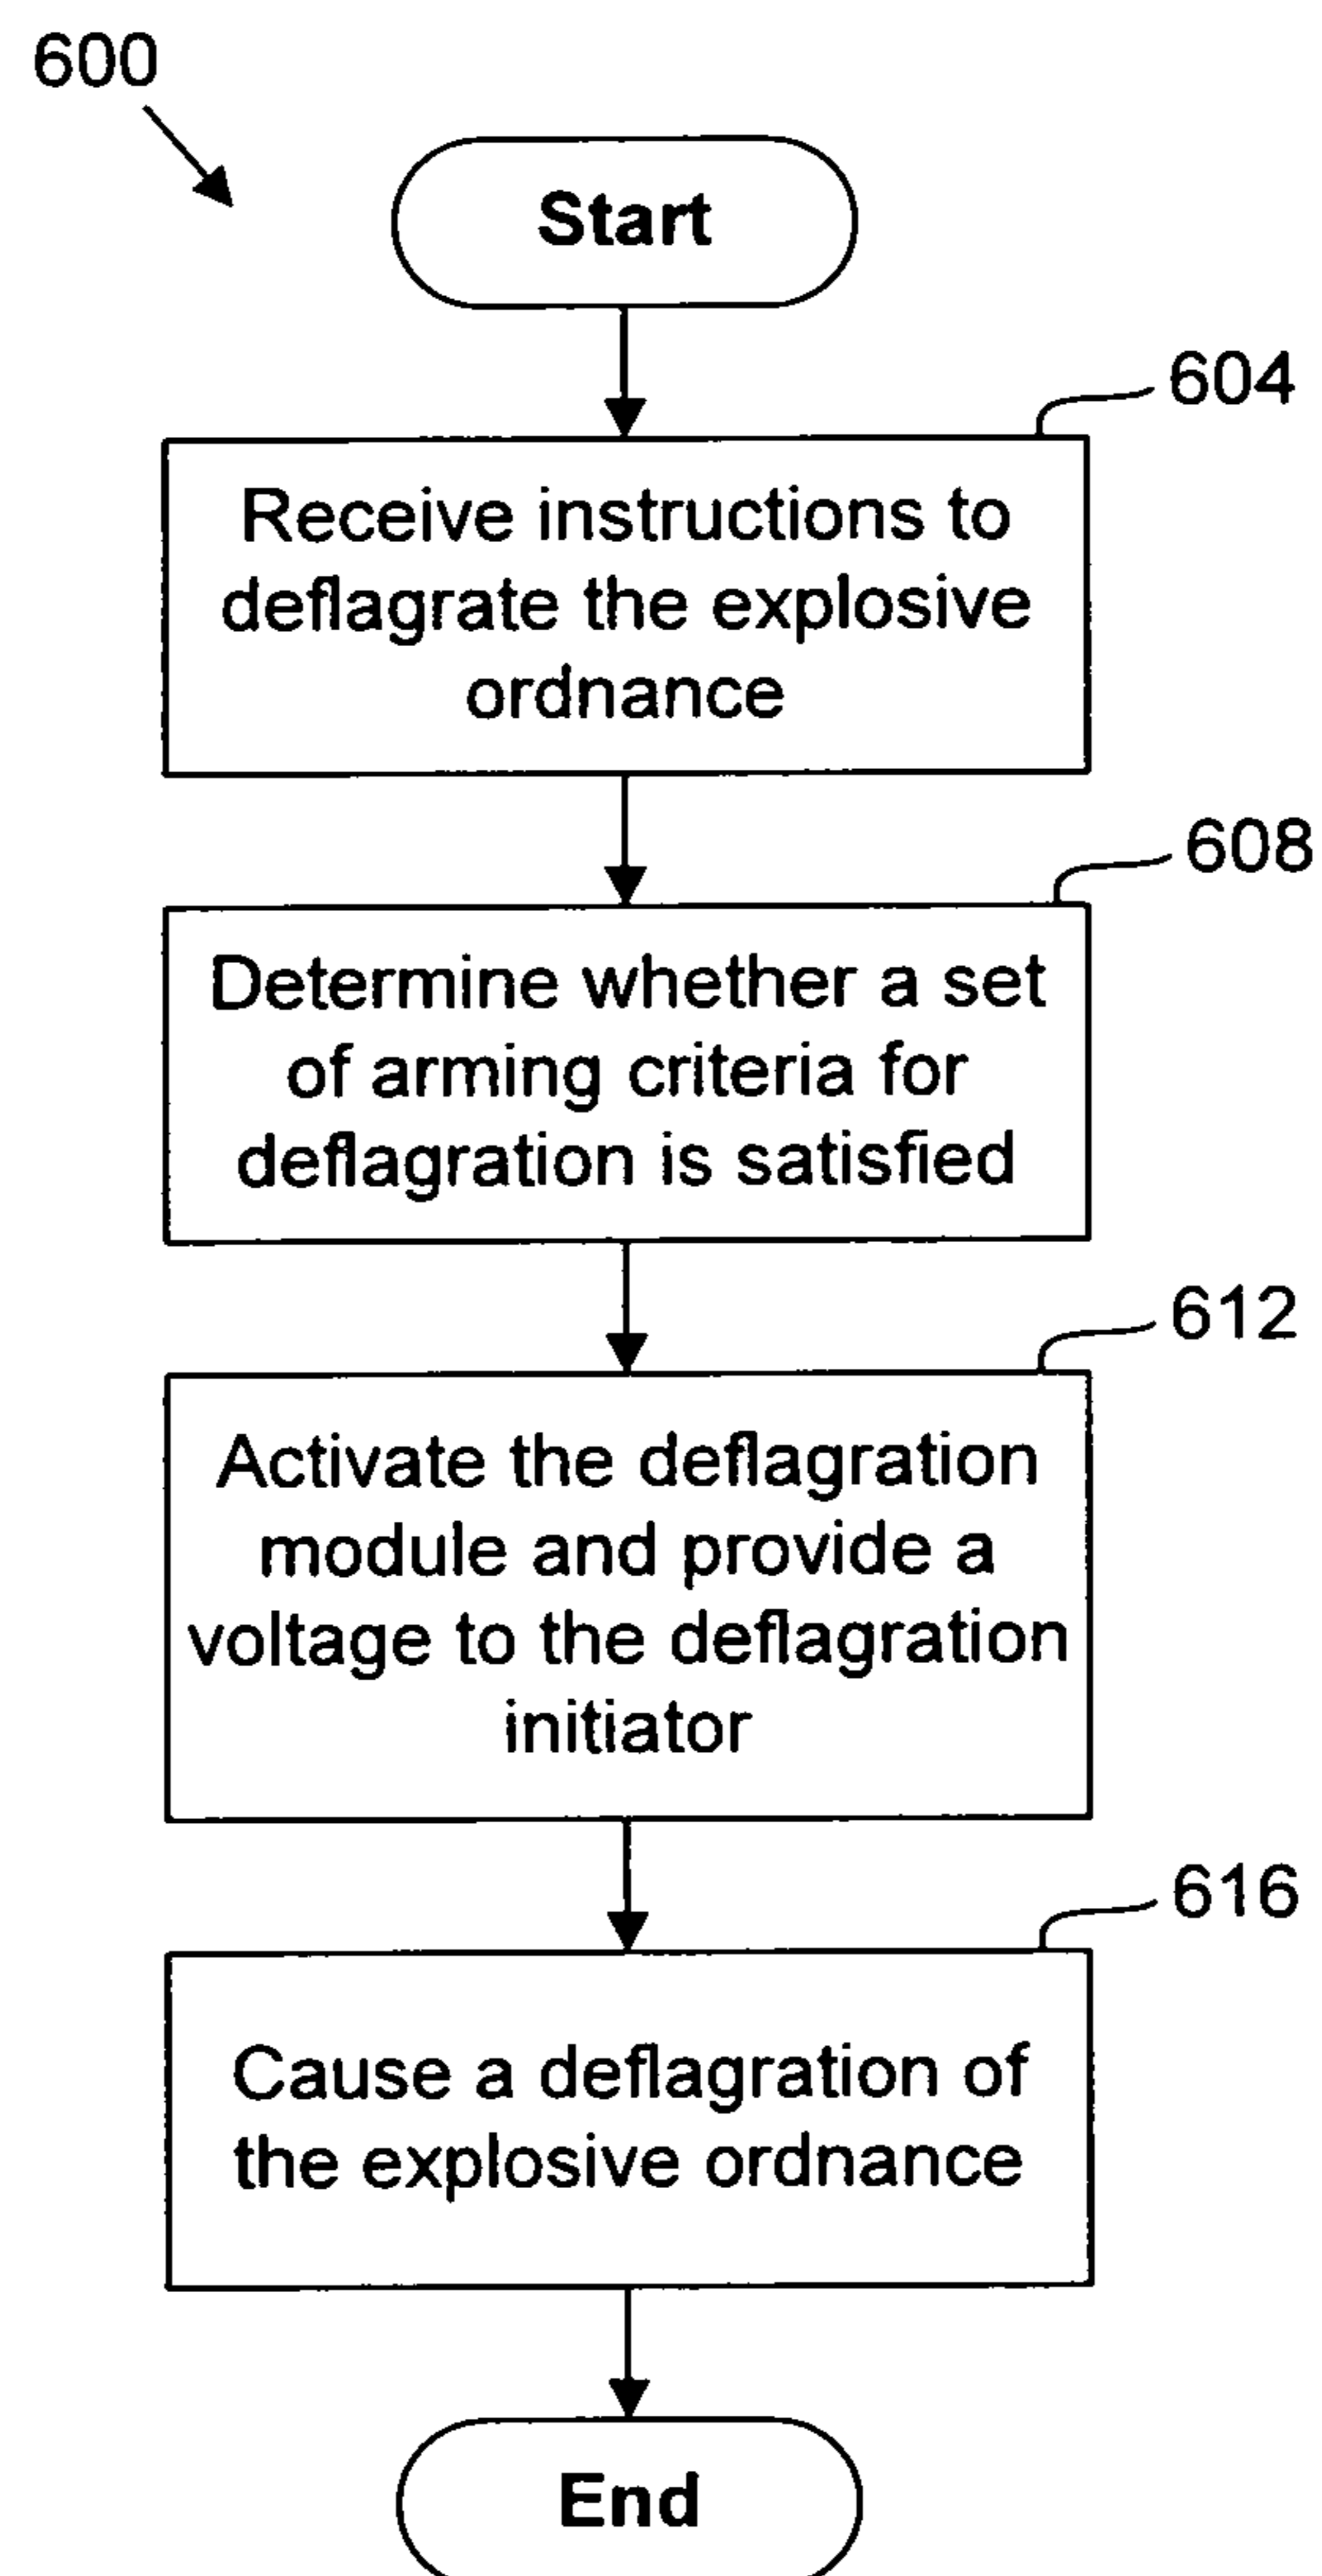 600
Start
604
Receive instructions to
deflagrate the explosive
ordnance
608
Determine whether a set
of arming criteria for
deflagration is satisfied
612
Activate the deflagration
module and provide a
voltage to the deflagration
initiator
616
Cause a deflagration of
the explosive ordnance
End